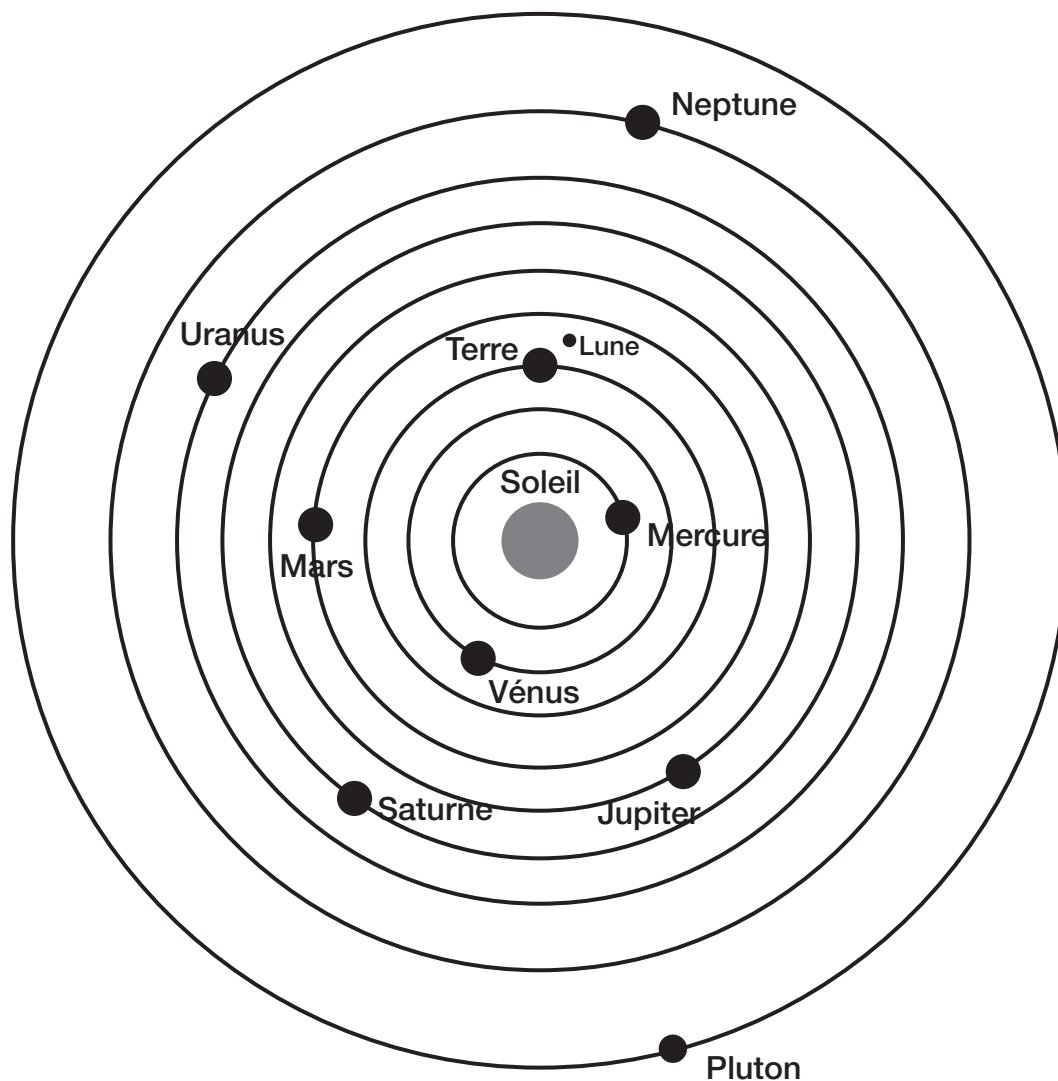 Neptune
Uranus
Terre
Lune
Soleil
Mercure
Mars
Vénus
Saturne
Jupiter
Pluton